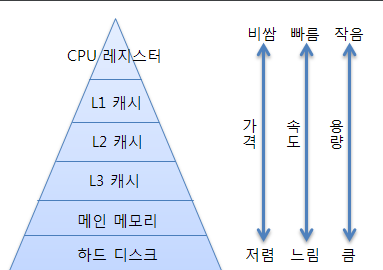 비쌈 빠름 작음
CPU 레지스터
L1 캐시
L2 캐시
L3 캐시
메인 메모리
하드 디스크
가격
속도
용량
저렴 느림 큼